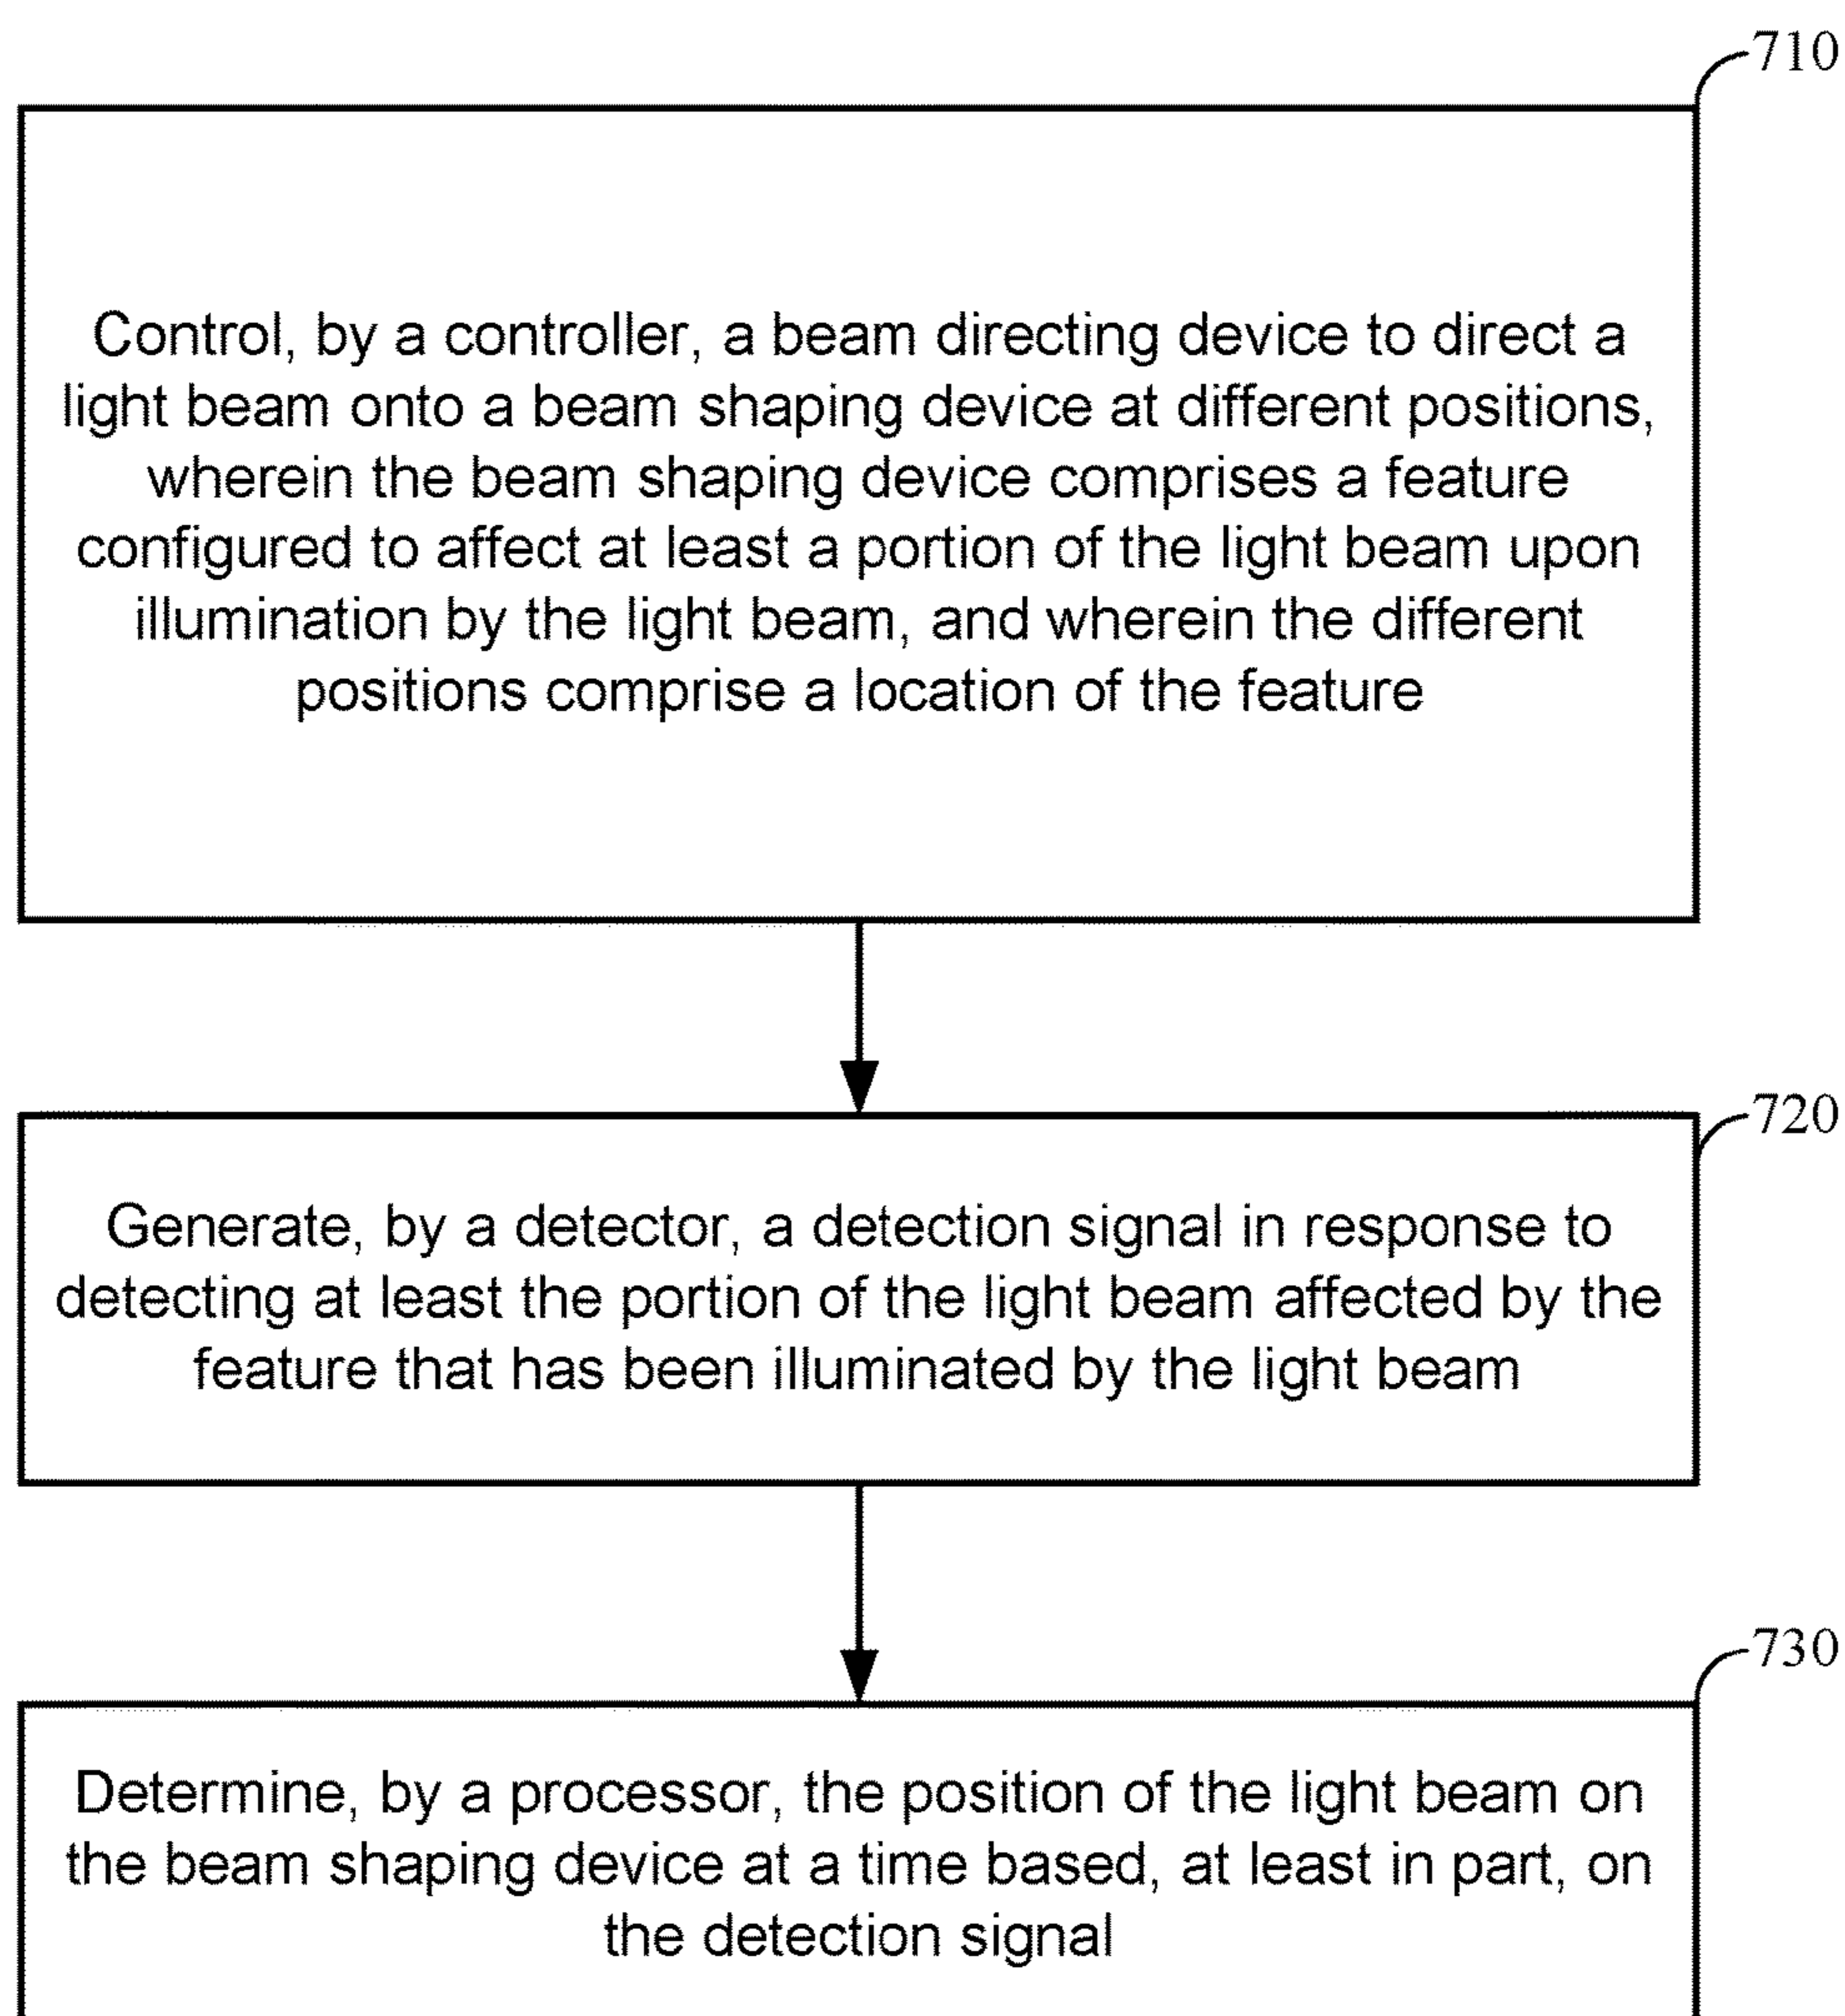 710
Control, by a controller, a beam directing device to direct a
light beam onto a beam shaping device at different positions,
wherein the beam shaping device comprises a feature
configured to affect at least a portion of the light beam upon
illumination by the light beam, and wherein the different
positions comprise a location of the feature
720
Generate, by a detector, a detection signal in response to
detecting at least the portion of the light beam affected by the
feature that has been illuminated by the light beam
730
Determine, by a processor, the position of the light beam on
the beam shaping device at a time based, at least in part, on
the detection signal